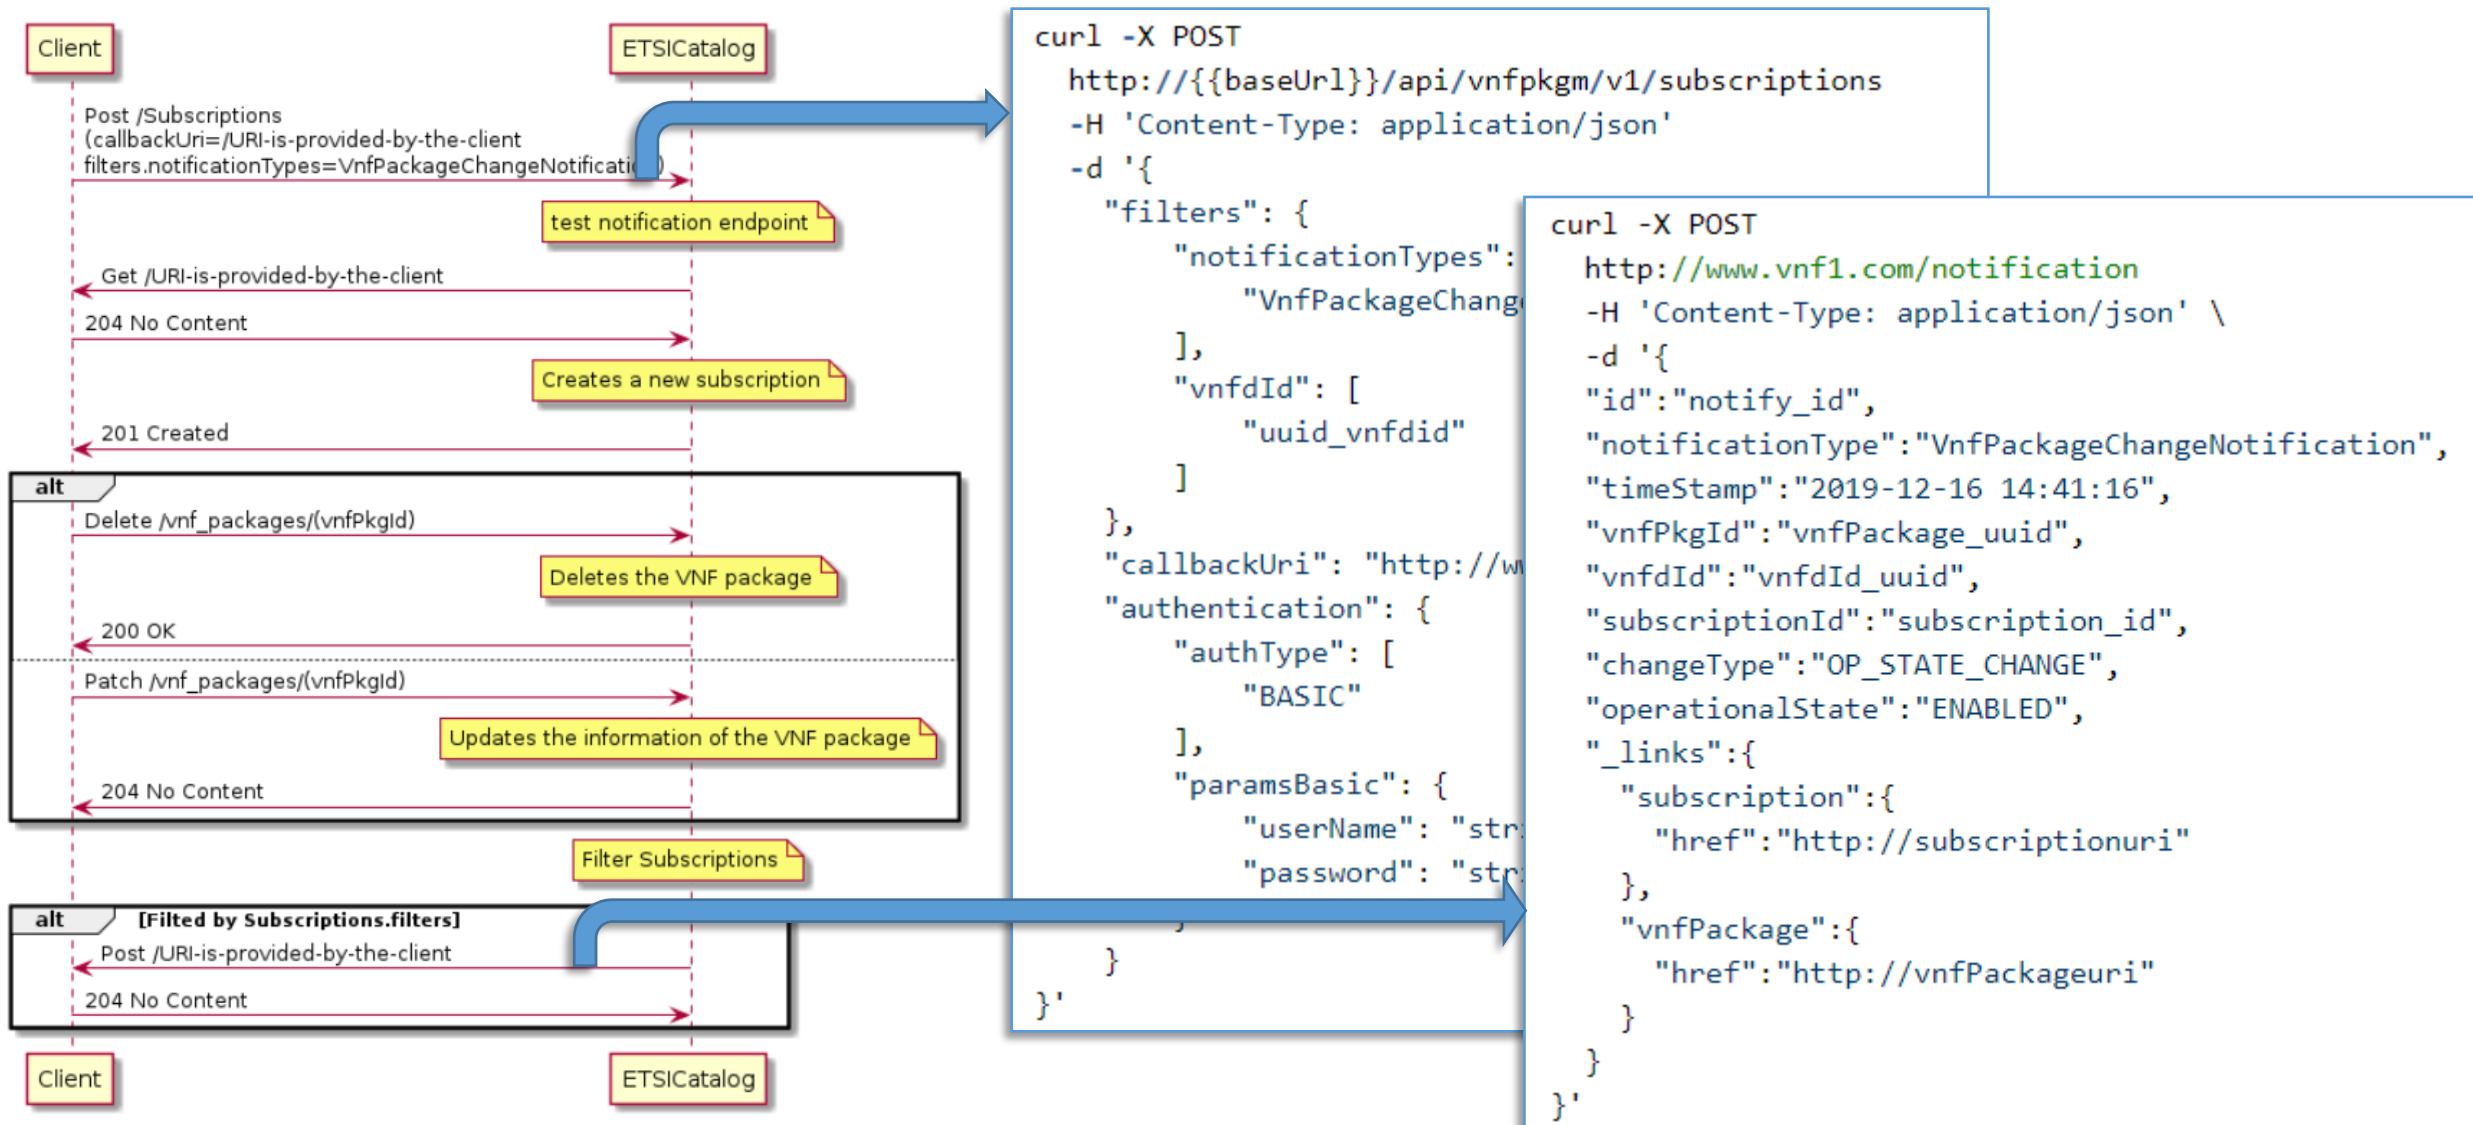 Client
ETSICatalog
Post /Subscriptions
(callbackUri=/URI-is-provided-by-the-client
filters.notificationTypes=VnfPackageChangeNotificati )
test notification endpoint
Get /URI-is-provided-by-the-client
204 No Content
Creates a new subscription
201 Created
alt
Delete /vnf_packages/(vnfPkgId)
Deletes the VNF package
200 OK
Patch /vnf_packages/(vnfPkgId)
Updates the information of the VNF package
204 No Content
Filter Subscriptions
alt [Filted by Subscriptions.filters]
Post /URI-is-provided-by-the-client
204 No Content
Client
ETSICatalog
curl -X POST
http://{{baseUrl}}/api/vnfpkgm/v1/subscriptions
-H 'Content-Type: application/json'
-d '{
"filters": {
"notificationTypes":
"VnfPackageChang
],
"vnfdId": [
"uuid_vnfdid"
]
},
"callbackUri": "http://w
"authentication": {
"authType": [
"BASIC"
],
"paramsBasic": {
"userName": "str
"password": "str
}
}
}'
curl -X POST
http://www.vnf1.com/notification
-H 'Content-Type: application/json' \
-d '{
"id":"notify_id",
"notificationType":"VnfPackageChangeNotification",
"timeStamp":"2019-12-16 14:41:16",
"vnfPkgId":"vnfPackage_uuid",
"vnfdId":"vnfdId_uuid",
"subscriptionId":"subscription_id",
"changeType":"OP_STATE_CHANGE",
"operationalState":"ENABLED",
"_links":{
"subscription":{
"href":"http://subscriptionuri"
},
"vnfPackage":{
"href":"http://vnfPackageuri"
}
}
}'